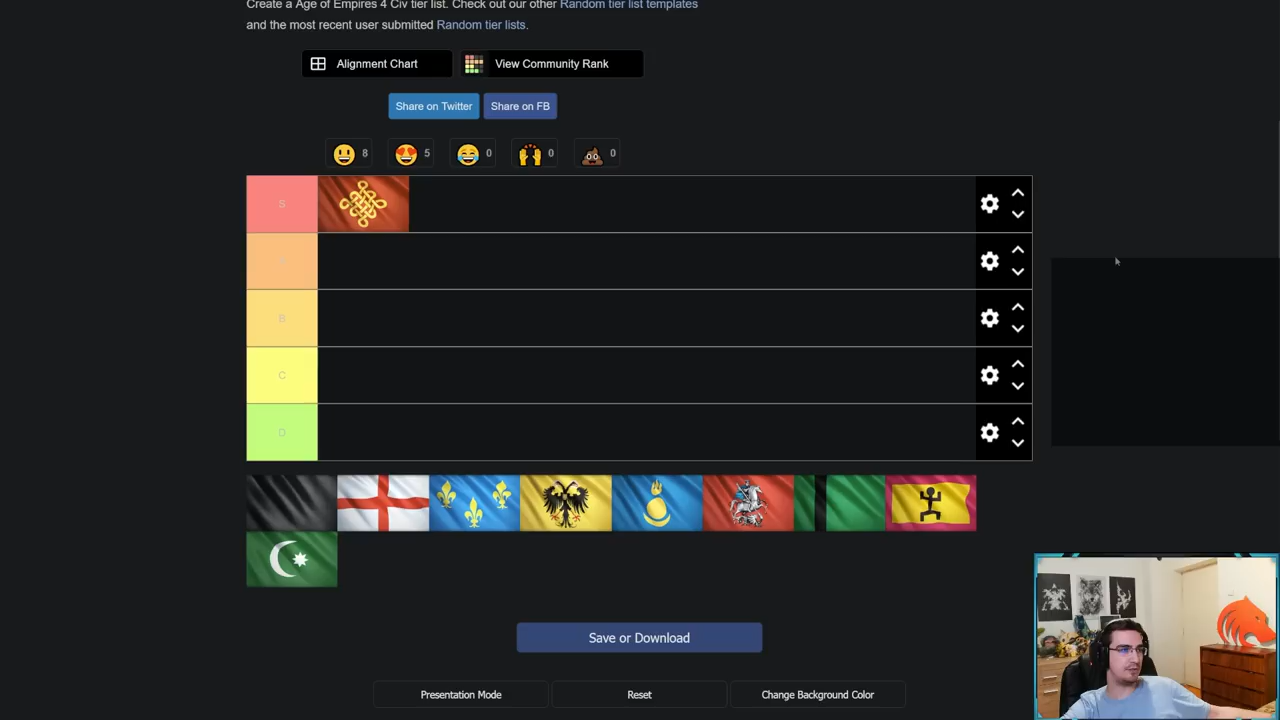 Create a Age of Empires 4 Civ tier list. Check out our other Random tier list templates
and the most recent user submitted Random tier lists.
Alignment Chart
View Community Rank
Share on Twitter
Share on FB
8
5
0
0
0
S
A
B
C
D
Save or Download
Presentation Mode
Reset
Change Background Color